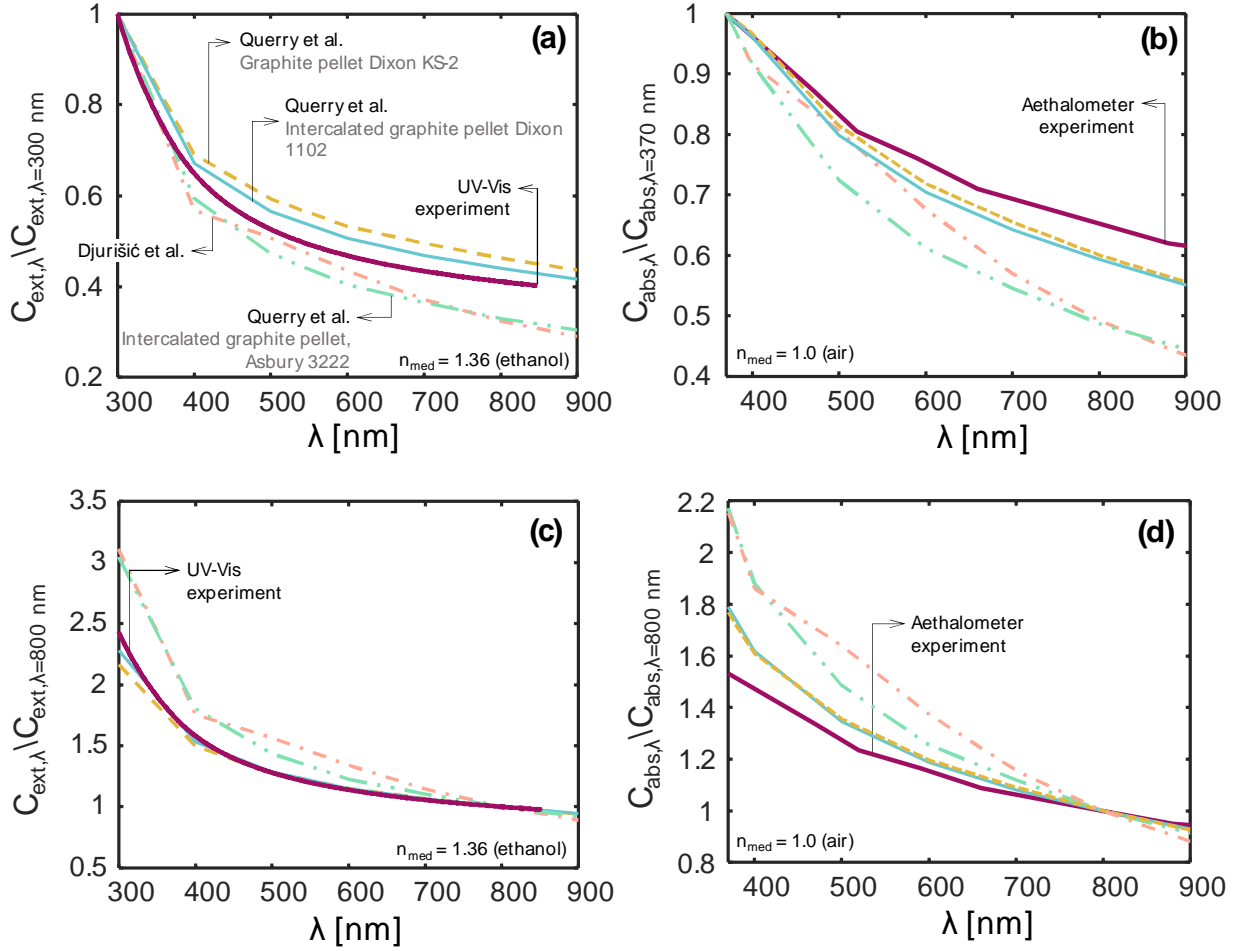 (a)
1
0.8
0.6
0.4
0.2
C_ext,λ\C_ext,λ=300 nm
Querry et al.
Graphite pellet Dixon KS-2
Querry et al.
Intercalated graphite pellet Dixon
1102
UV-Vis
experiment
Djurišić et al.
Querry et al.
Intercalated graphite pellet,
Asbury 3222
n_med = 1.36 (ethanol)
300 400 500 600 700 800 900
λ [nm]
(b)
1
0.9
0.8
0.7
0.6
0.5
0.4
C_abs,λ\C_abs,λ=370 nm
Aethalometer
experiment
n_med = 1.0 (air)
400 500 600 700 800 900
λ [nm]
(c)
3.5
3
2.5
2
1.5
1
0.5
C_ext,λ\C_ext,λ=800 nm
UV-Vis
experiment
n_med = 1.36 (ethanol)
300 400 500 600 700 800 900
λ [nm]
(d)
2.2
2
1.8
1.6
1.4
1.2
1
0.8
C_abs,λ\C_abs,λ=800 nm
Aethalometer
experiment
n_med = 1.0 (air)
400 500 600 700 800 900
λ [nm]